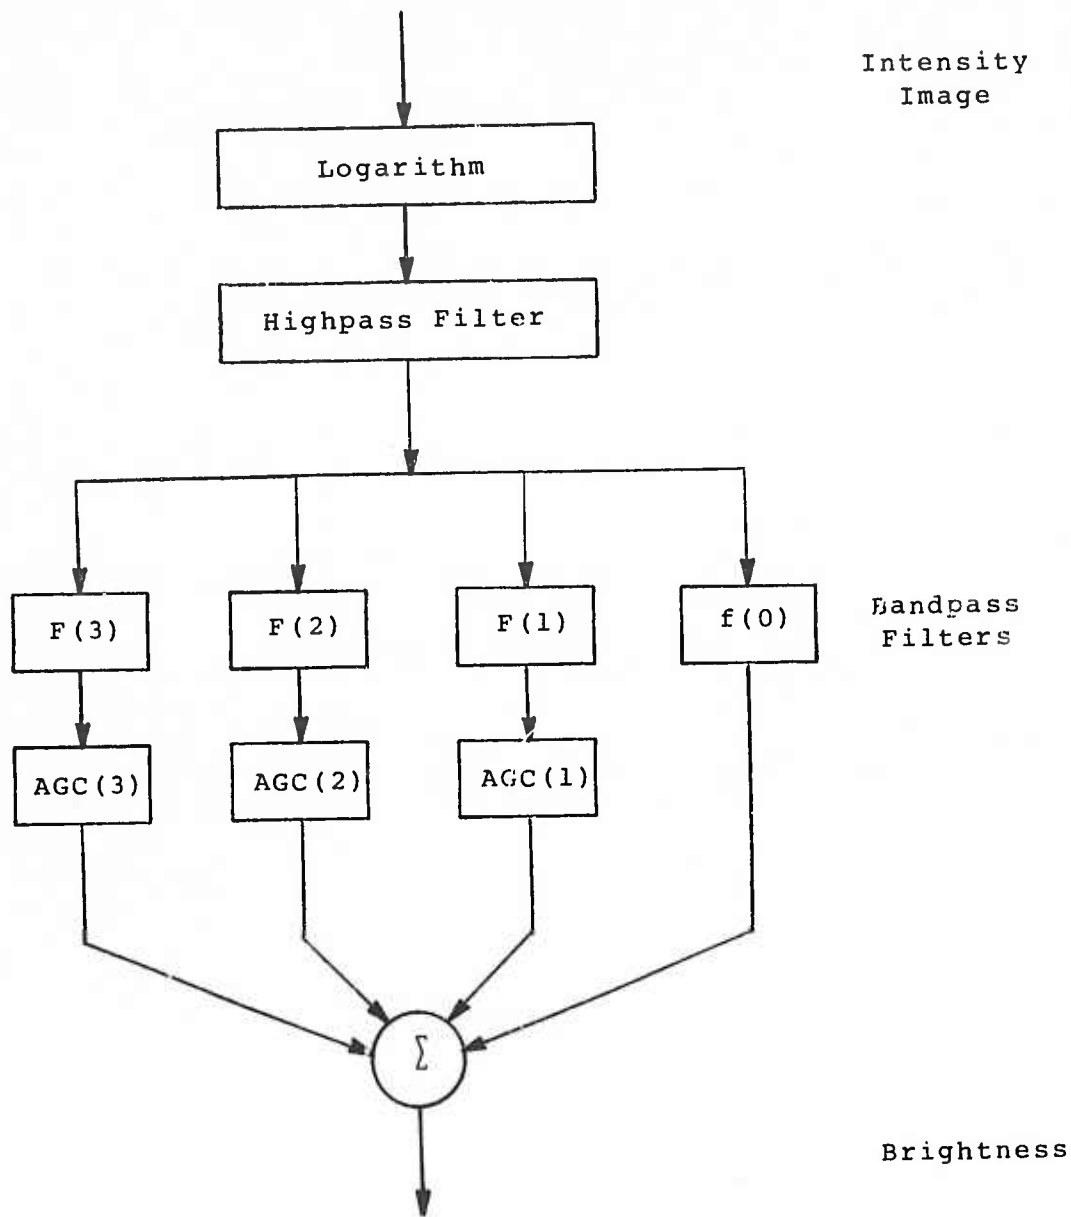 Intensity
Image
Logarithm
Highpass Filter
F(3)
F(2)
F(1)
f(0)
Bandpass
Filters
AGC(3)
AGC(2)
AGC(1)
Σ
Brightness